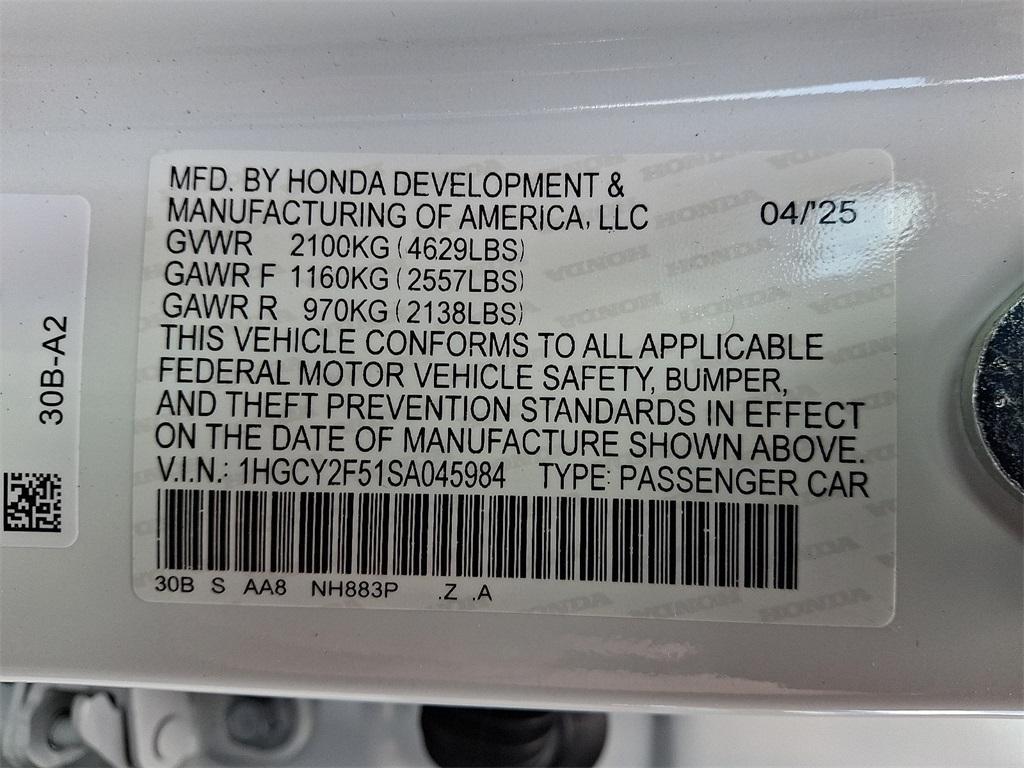 MFD. BY HONDA DEVELOPMENT &
MANUFACTURING OF AMERICA, LLC 04/'25
GVWR 2100KG (4629LBS)
GAWR F 1160KG (2557LBS)
GAWR R 970KG (2138LBS)
THIS VEHICLE CONFORMS TO ALL APPLICABLE
FEDERAL MOTOR VEHICLE SAFETY, BUMPER,
AND THEFT PREVENTION STANDARDS IN EFFECT
ON THE DATE OF MANUFACTURE SHOWN ABOVE.
V.I.N.: 1HGCY2F51SA045984 TYPE: PASSENGER CAR
30B S AA8 NH883P .Z .A
30B-A2
HONDA